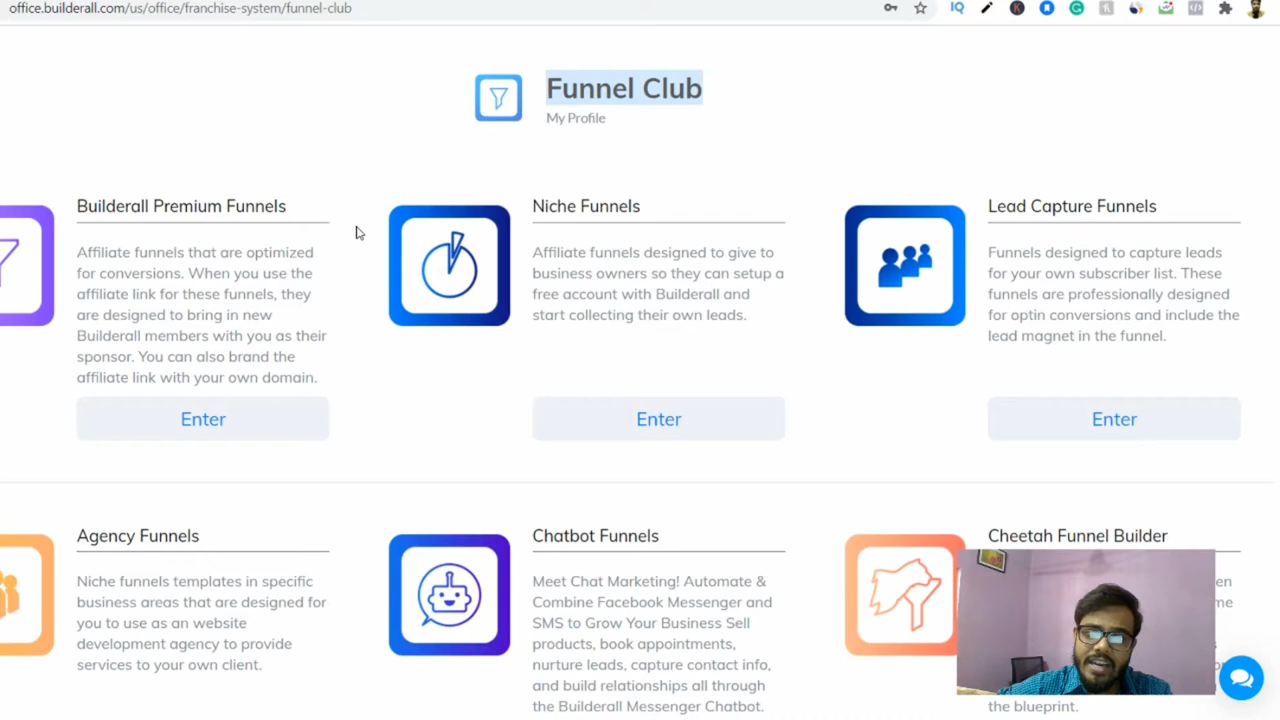 office.builderall.com/us/office/franchise-system/funnel-club
IQ
Funnel Club
My Profile
Builderall Premium Funnels
Affiliate funnels that are optimized
for conversions. When you use the
affiliate link for these funnels, they
are designed to bring in new
Builderall members with you as their
sponsor. You can also brand the
affiliate link with your own domain.
Enter
Niche Funnels
Affiliate funnels designed to give to
business owners so they can setup a
free account with Builderall and
start collecting their own leads.
Enter
Lead Capture Funnels
Funnels designed to capture leads
for your own subscriber list. These
funnels are professionally designed
for optin conversions and include the
lead magnet in the funnel.
Enter
Agency Funnels
Niche funnels templates in specific
business areas that are designed for
you to use as an website
development agency to provide
services to your own client.
Chatbot Funnels
Meet Chat Marketing! Automate &
Combine Facebook Messenger and
SMS to Grow Your Business Sell
products, book appointments,
nurture leads, capture contact info,
and build relationships all through
the Builderall Messenger Chatbot.
Cheetah Funnel Builder
the blueprint.